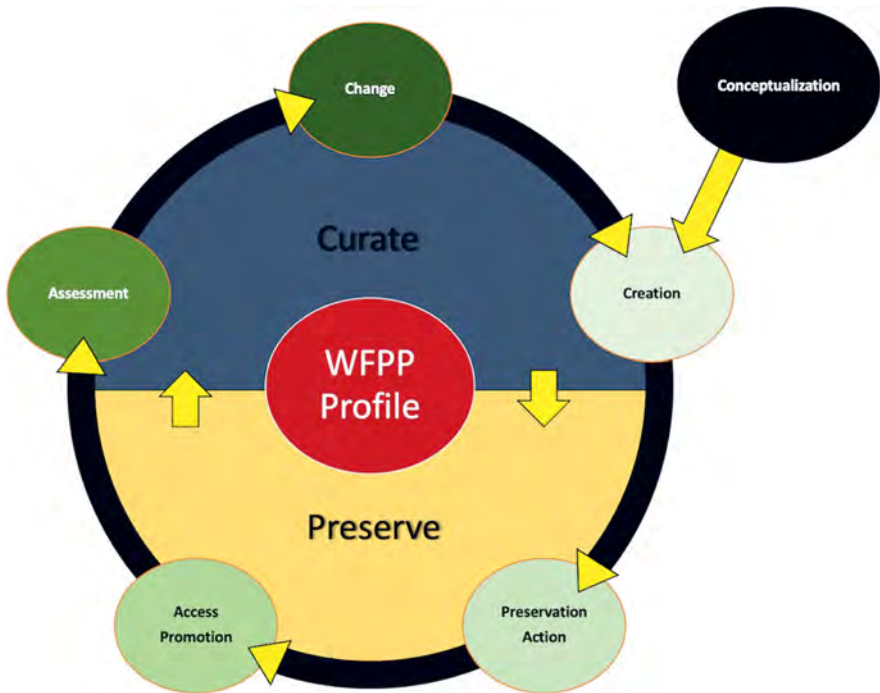 Change
Conceptualization
Curate
Assessment
Creation
WFPP
Profile
Preserve
Access
Promotion
Preservation
Action